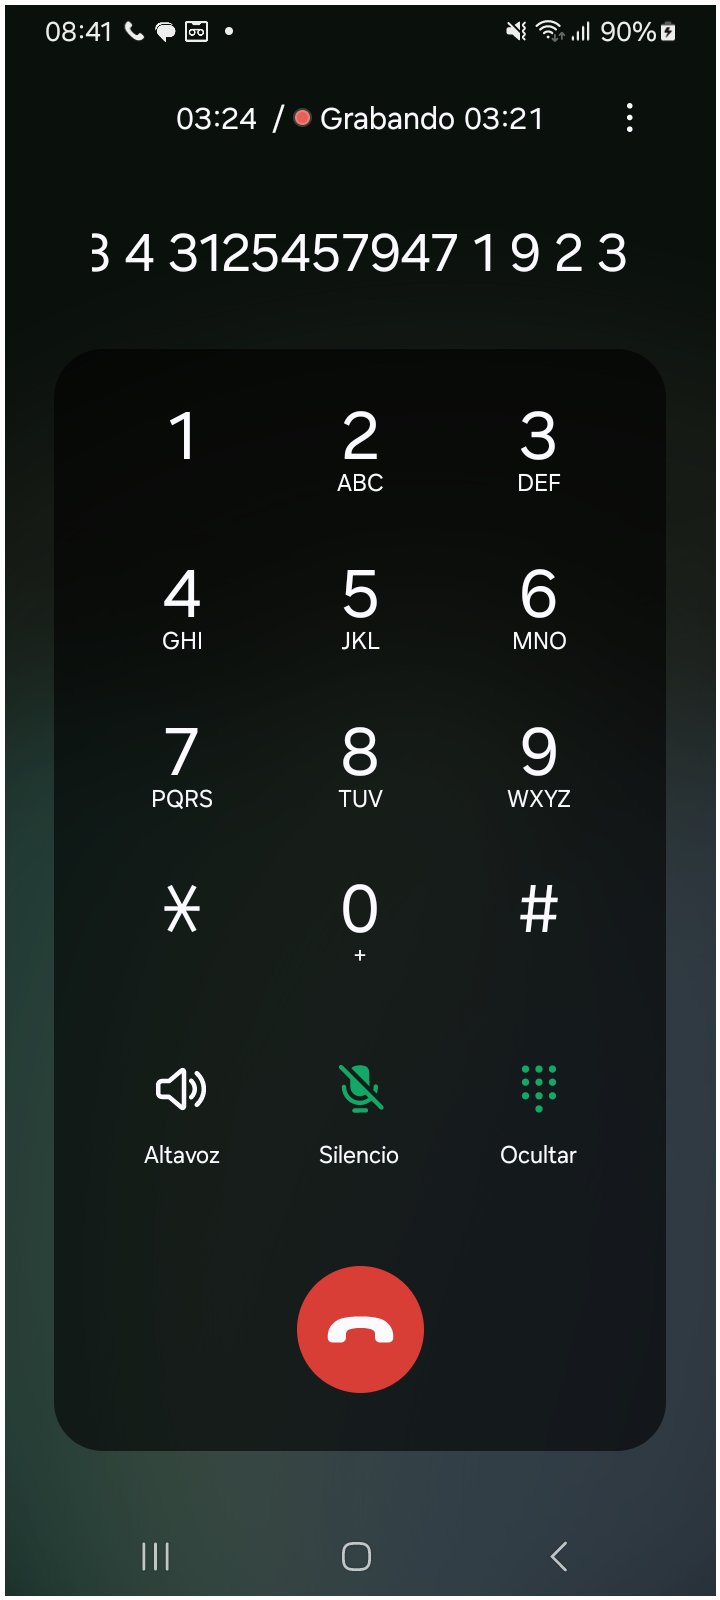 08:41 90%
03:24 / Grabando 03:21
3 4 3125457947 1 9 2 3
1 2 3
ABC DEF
4 5 6
GHI JKL MNO
7 8 9
PQRS TUV WXYZ
* 0 #
+
Altavoz Silencio Ocultar